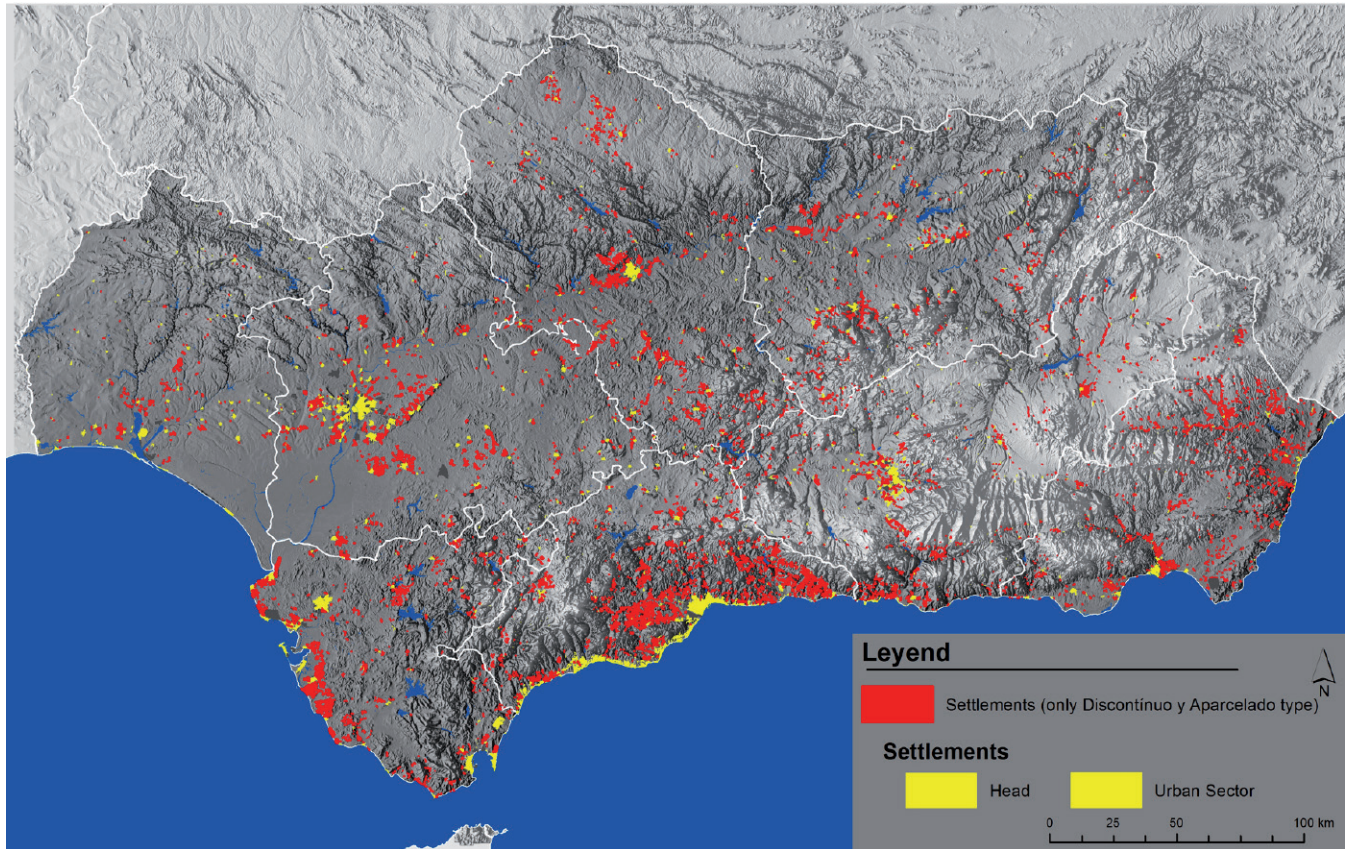 Leyend
N
Settlements (only Discontinuo y Aparcelado type)
Settlements
Head
Urban Sector
0 25 50 100 km